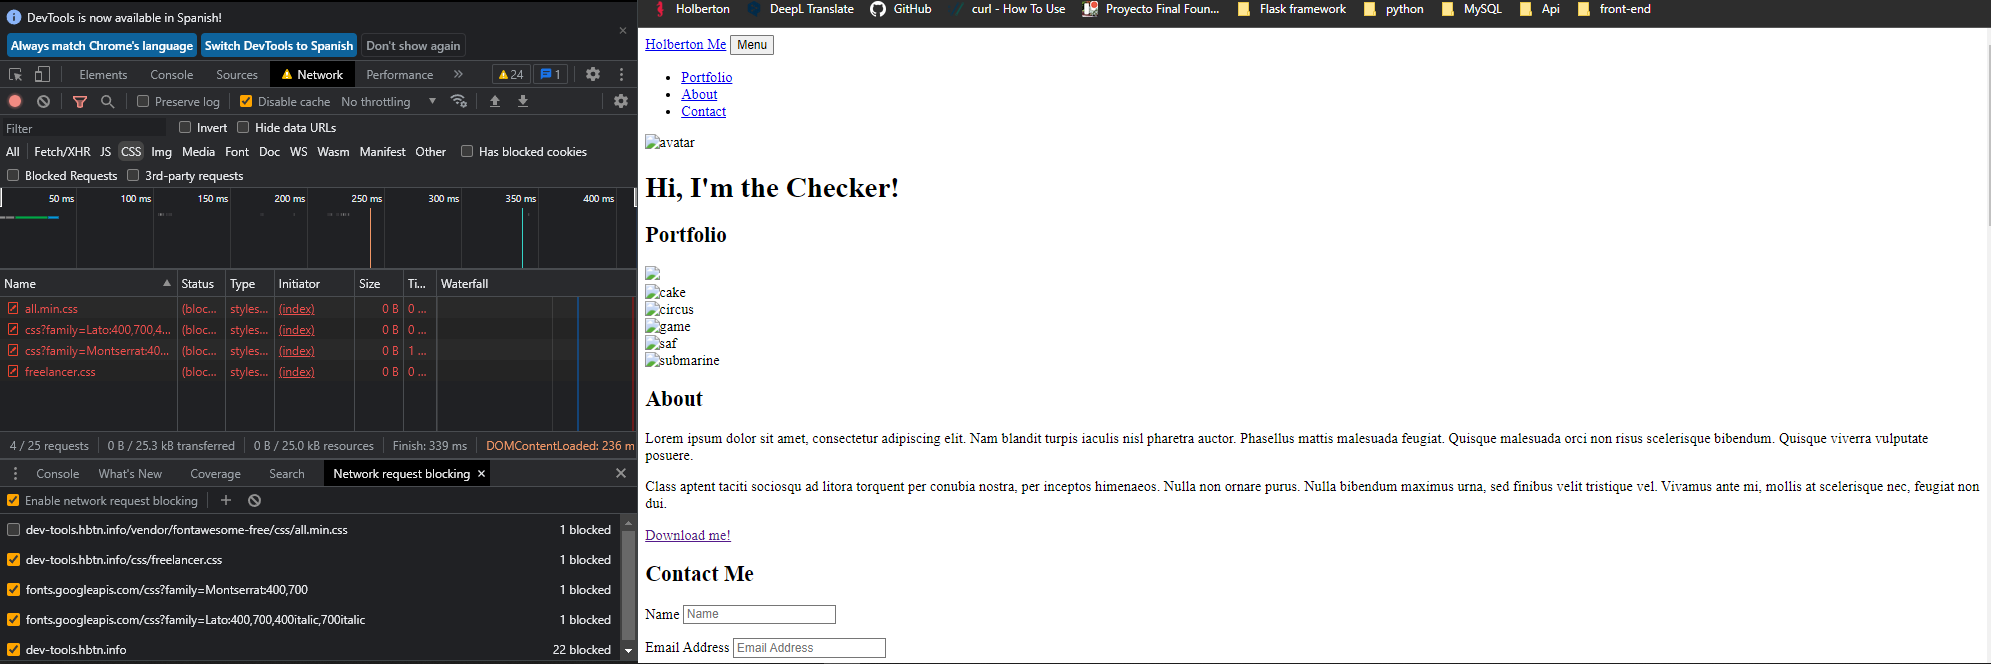 DevTools is now available in Spanish!
Always match Chrome's language Switch DevTools to Spanish Don't show again
Elements Console Sources Network Performance 24 1
Preserve log Disable cache No throttling
Filter Invert Hide data URLs
All Fetch/XHR JS CSS Img Media Font Doc WS Wasm Manifest Other Has blocked cookies
Blocked Requests 3rd-party requests
50 ms 100 ms 150 ms 200 ms 250 ms 300 ms 350 ms 400 ms
Name Status Type Initiator Size Ti... Waterfall
all.min.css (bloc... styles... (index) 0 B 0 ...
css?family=Lato:400,700,4... (bloc... styles... (index) 0 B 0 ...
css?family=Montserrat:40... (bloc... styles... (index) 0 B 1 ...
freelancer.css (bloc... styles... (index) 0 B 0 ...
4 / 25 requests 0 B / 25.3 kB transferred 0 B / 25.0 kB resources Finish: 339 ms DOMContentLoaded: 236 m
Console What's New Coverage Search Network request blocking
Enable network request blocking
dev-tools.hbtn.info/vendor/fontawesome-free/css/all.min.css 1 blocked
dev-tools.hbtn.info/css/freelancer.css 1 blocked
fonts.googleapis.com/css?family=Montserrat:400,700 1 blocked
fonts.googleapis.com/css?family=Lato:400,700,400italic,700italic 1 blocked
dev-tools.hbtn.info 22 blocked
Holberton DeepL Translate GitHub curl - How To Use Proyecto Final Foun... Flask framework python MySQL Api front-end
Holberton Me Menu
Portfolio
About
Contact
avatar
Hi, I'm the Checker!
Portfolio
cake
circus
game
saf
submarine
About
Lorem ipsum dolor sit amet, consectetur adipiscing elit. Nam blandit turpis iaculis nisl pharetra auctor. Phasellus mattis malesuada feugiat. Quisque malesuada orci non risus scelerisque bibendum. Quisque viverra vulputate
posuere.
Class aptent taciti sociosqu ad litora torquent per conubia nostra, per inceptos himenaeos. Nulla non ornare purus. Nulla bibendum maximus urna, sed finibus velit tristique vel. Vivamus ante mi, mollis at scelerisque nec, feugiat non
dui.
Download me!
Contact Me
Name Name
Email Address Email Address